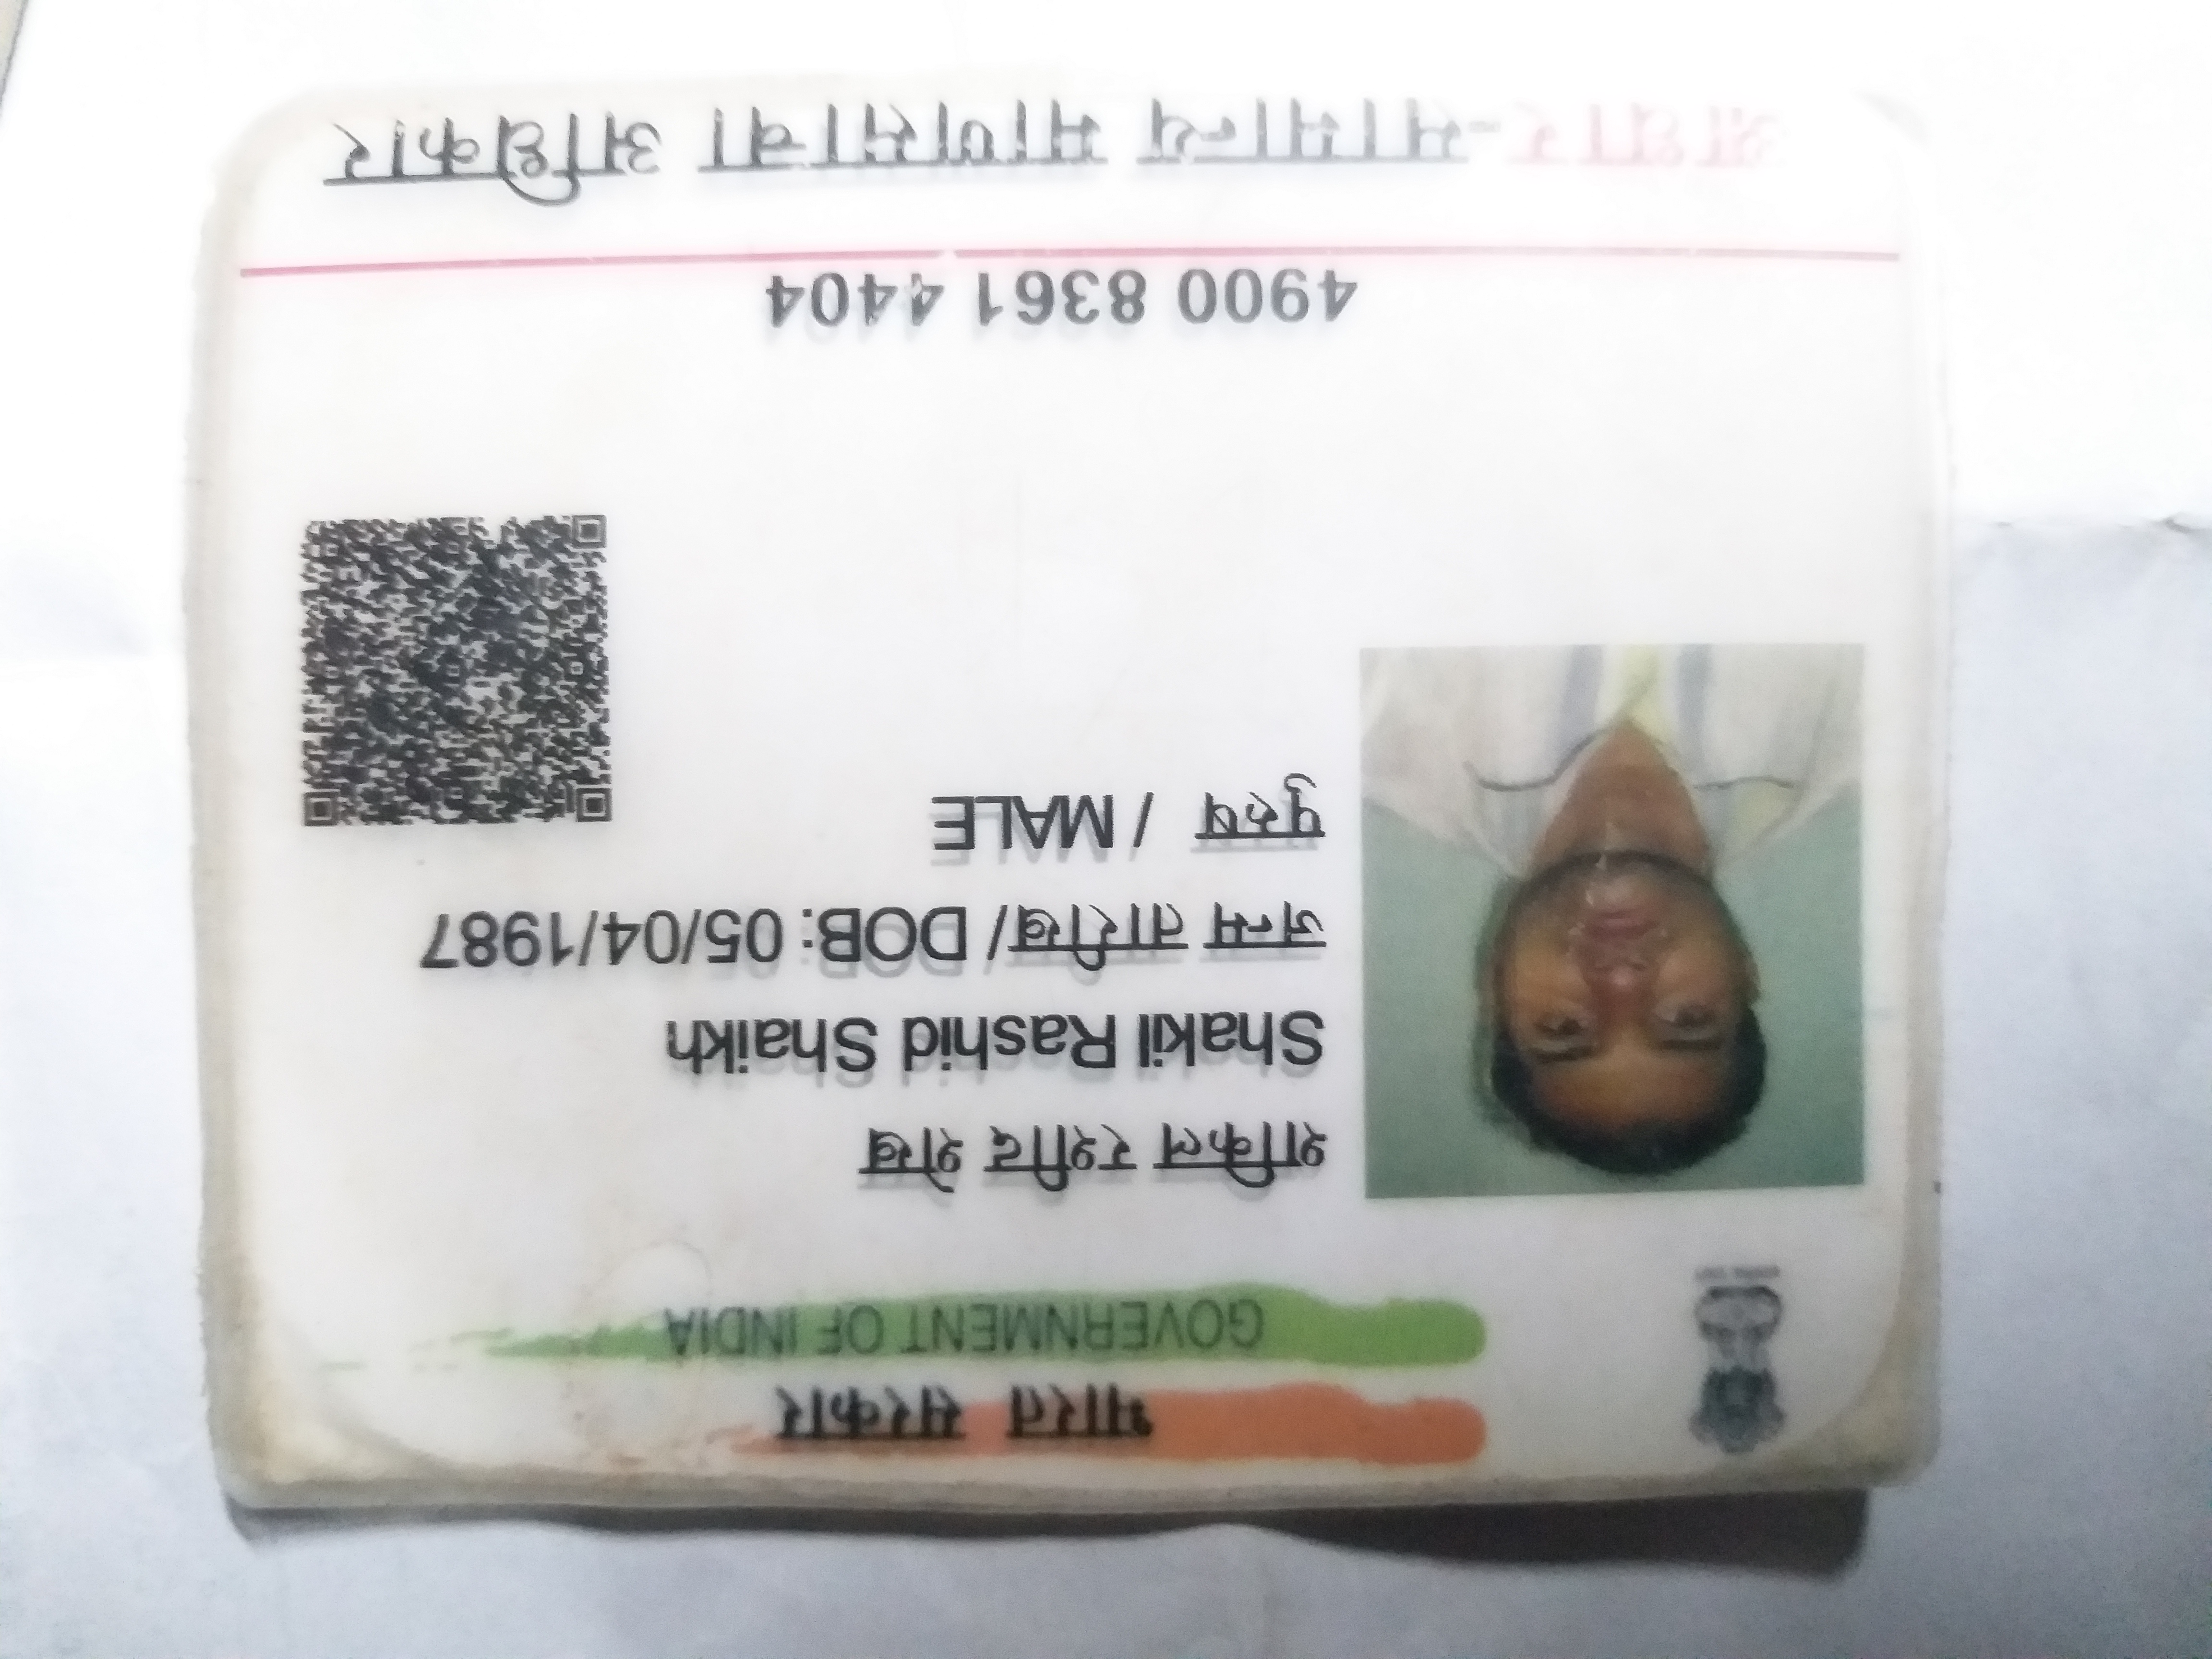 भारत सरकार
GOVERNMENT OF INDIA
शकिल रशीद शेख
Shakil Rashid Shaikh
जन्म तारीख/ DOB: 05/04/1987
पुरुष / MALE
4900 8361 4404
आधार-सामान्य माणसाचा अधिकार